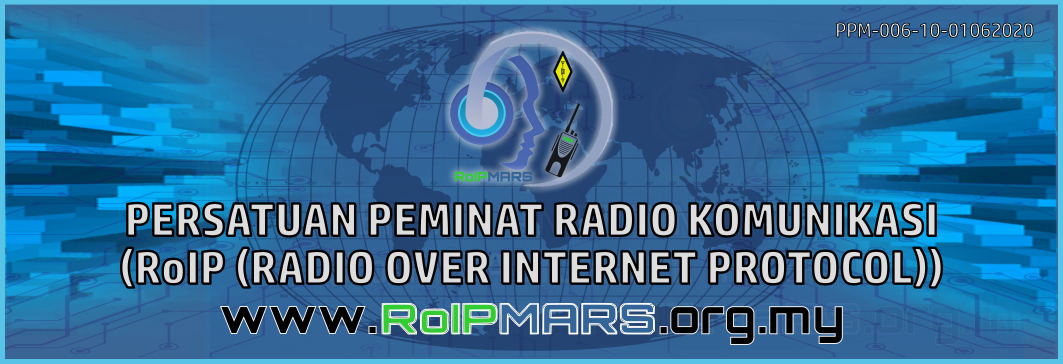 PPM-006-10-01062020
RoIPMARS
PERSATUAN PEMINAT RADIO KOMUNIKASI
(RoIP (RADIO OVER INTERNET PROTOCOL))
www.RoIPMARS.org.my